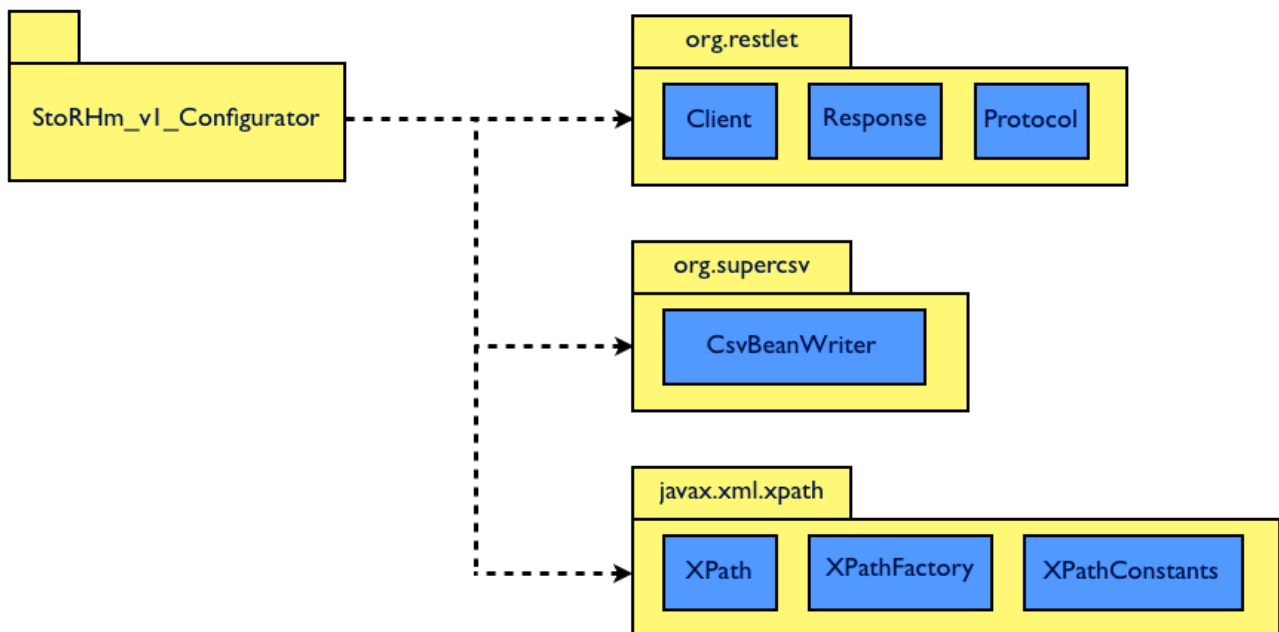 StoRHm_v1_Configurator
org.restlet
Client
Response
Protocol
org.supercsv
CsvBeanWriter
javax.xml.xpath
XPath
XPathFactory
XPathConstants